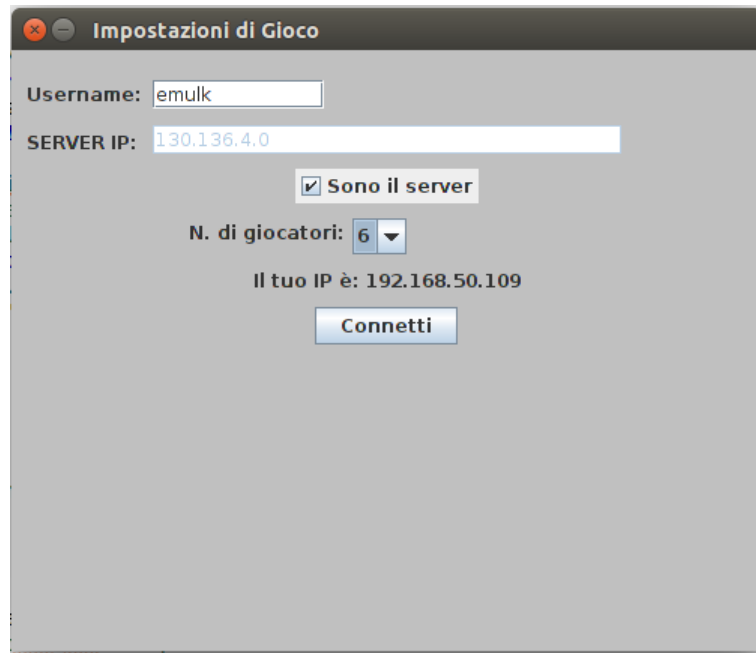 Impostazioni di Gioco
Username: emulk
SERVER IP: 130.136.4.0
Sono il server
N. di giocatori: 6
Il tuo IP è: 192.168.50.109
Connetti